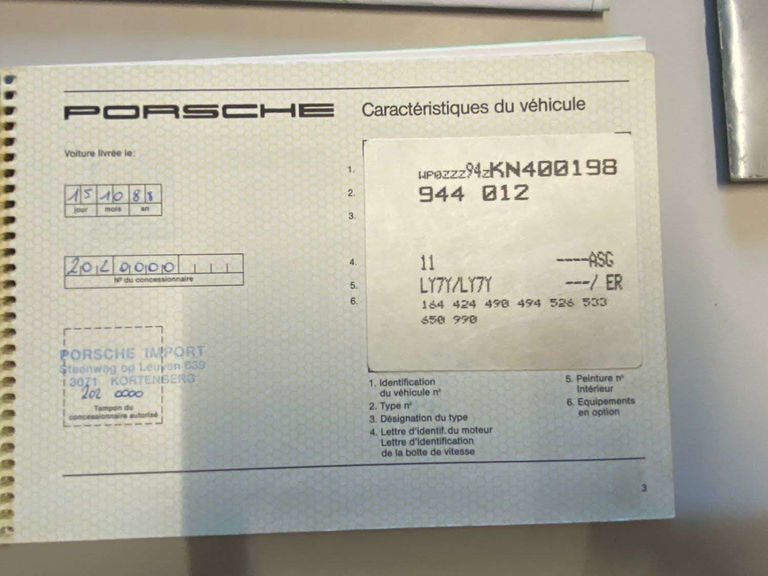 PORSCHE
Caractéristiques du véhicule
Voiture livrée le:
15 10 88
jour mois an
202 0000
N° du concessionnaire
PORSCHE IMPORT
Steenweg op Leuven 639
3071 KORTENBERG
202 0000
Tampon du
concessionnaire autorisé
1. WP0ZZZ94ZKN400198
2. 944 012
3.
4. 11 ----ASG
5. LY7Y/LY7Y ---/ ER
6. 164 424 490 494 526 533
650 990
1. Identification
du véhicule n°
2. Type n°
3. Désignation du type
4. Lettre d'identif. du moteur
Lettre d'identification
de la boîte de vitesse
5. Peinture n°
Intérieur
6. Equipements
en option
3